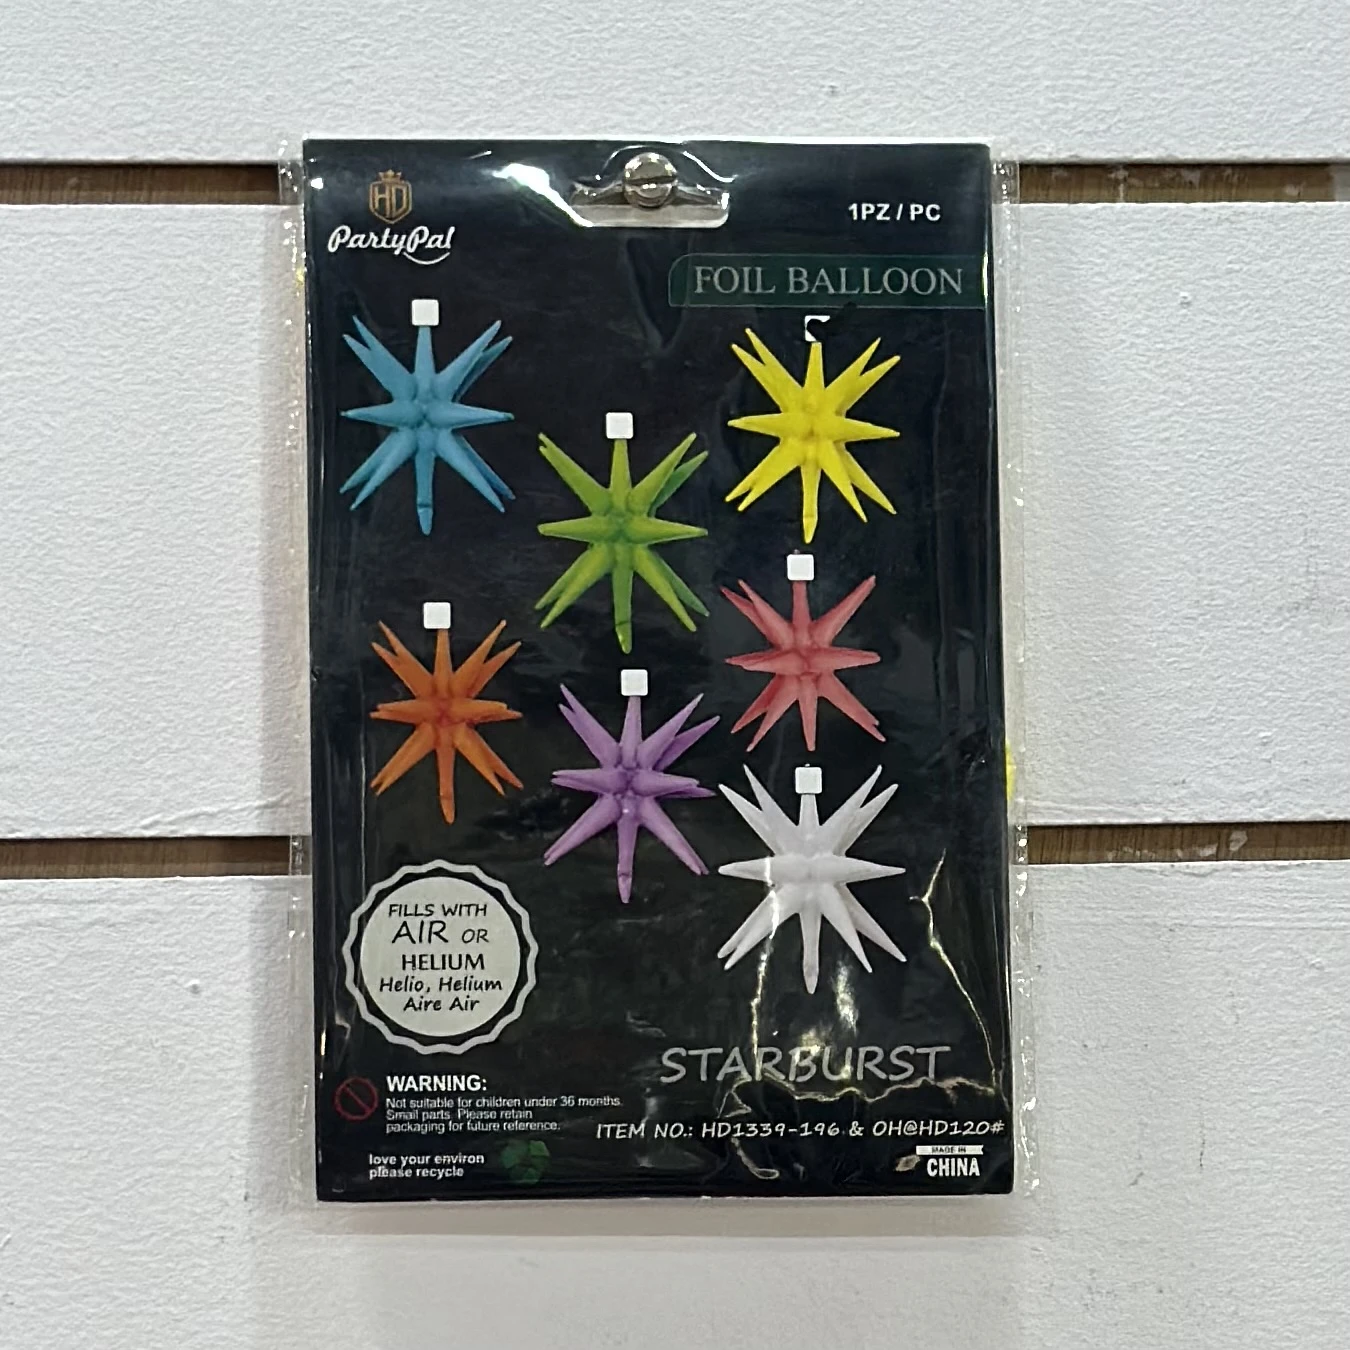 HD
PartyPal
1PZ / PC
FOIL BALLOON
FILLS WITH
AIR OR
HELIUM
Helio, Helium
Aire Air
STARBURST
WARNING:
Not suitable for children under 36 months.
Small parts. Please retain
packaging for future reference.
ITEM NO.: HD1339-196 & OH@HD120#
love your environ
please recycle
MADE IN
CHINA